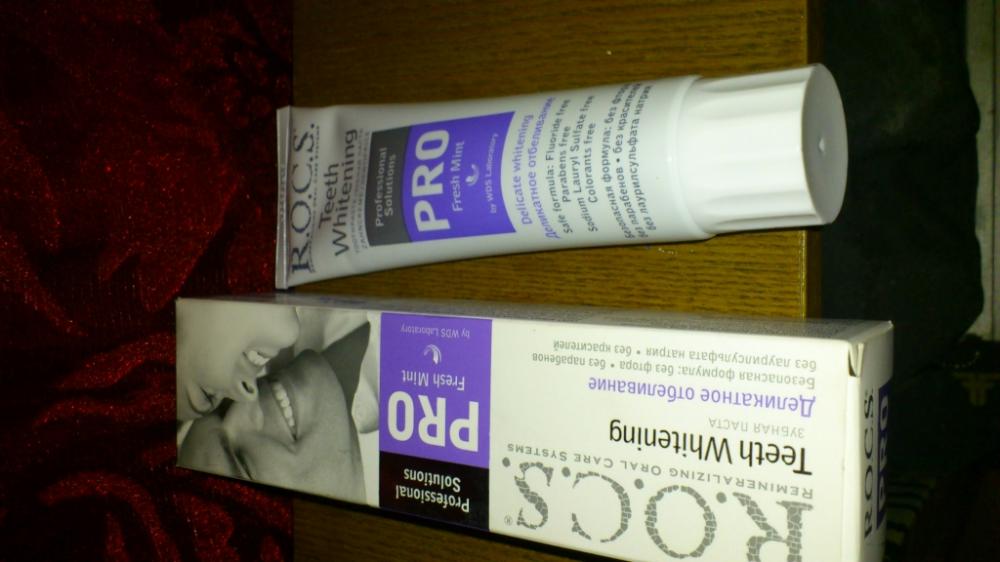 R.O.C.S.
Teeth
Whitening
Professional
Solutions
PRO
Fresh Mint
by WDS Laboratory
Delicate whitening
Деликатное отбеливание
Safe formula: Fluoride free
Parabens free
Sodium Lauryl Sulfate free
Colorants free
Безопасная формула: без фтора
без парабенов • без красителей
без лаурилсульфата натрия
R.O.C.S.®
REMINERALIZING ORAL CARE SYSTEMS
Teeth Whitening
ЗУБНАЯ ПАСТА
Деликатное отбеливание
Безопасная формула: без фтора • без парабенов
без лаурилсульфата натрия • без красителей
Professional
Solutions
PRO
Fresh Mint
by WDS Laboratory
R.O.C.S.
PRO